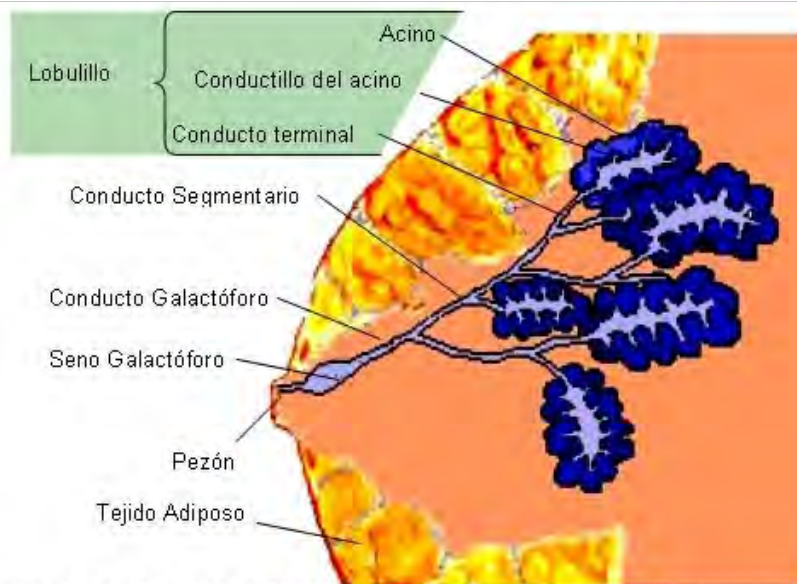 Acino
Lobulillo
Conductillo del acino
Conducto terminal
Conducto Segmentario
Conducto Galactóforo
Seno Galactóforo
Pezón
Tejido Adiposo